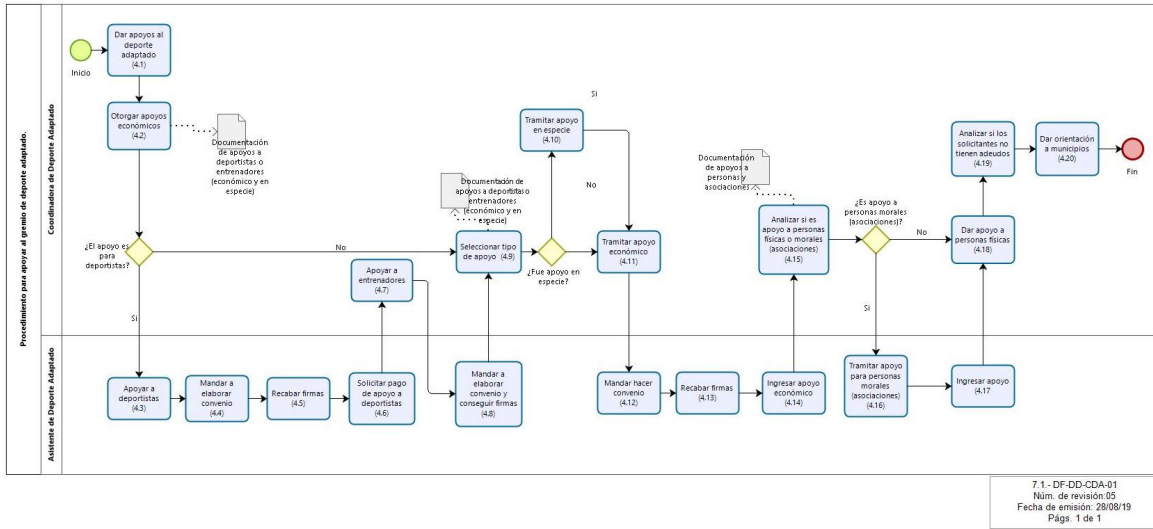 Procedimiento para apoyar al gremio de deporte adaptado.
Coordinadora de Deporte Adaptado
Inicio
Dar apoyos al
deporte
adaptado
(4.1)
Otorgar apoyos
económicos
(4.2)
Documentación
de apoyos a
deportistas o
entrenadores
(económico y en
especie)
¿El apoyo es
para
deportistas?
No
Si
Apoyar a
entrenadores
(4.7)
Documentación de
apoyos a deportistas o
entrenadores
(económico y en
especie)
Seleccionar tipo
de apoyo (4.9)
¿Fue apoyo en
especie?
Si
Tramitar apoyo
en especie
(4.10)
No
Tramitar apoyo
económico
(4.11)
Documentación
de apoyos a
personas y
asociaciones
Analizar si es
apoyo a personas
físicas o morales
(asociaciones)
(4.15)
¿Es apoyo a
personas morales
(asociaciones)?
No
Si
Dar apoyo a
personas físicas
(4.18)
Analizar si los
solicitantes no
tienen adeudos
(4.19)
Dar orientación
a municipios
(4.20)
Fin
Asistente de Deporte Adaptado
Apoyar a
deportistas
(4.3)
Mandar a
elaborar
convenio
(4.4)
Recabar firmas
(4.5)
Solicitar pago
de apoyo a
deportistas
(4.6)
Mandar a
elaborar
convenio y
conseguir firmas
(4.8)
Mandar hacer
convenio
(4.12)
Recabar firmas
(4.13)
Ingresar apoyo
económico
(4.14)
Tramitar apoyo
para personas
morales
(asociaciones)
(4.16)
Ingresar apoyo
(4.17
7.1.- DF-DD-CDA-01
Núm. de revisión:05
Fecha de emisión: 28/08/19
Págs. 1 de 1